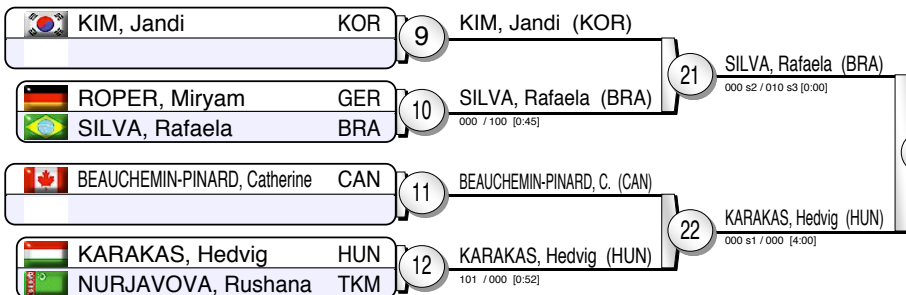 KIM, Jandi KOR
9
KIM, Jandi (KOR)
21
SILVA, Rafaela (BRA)
000 s2 / 010 s3 [0:00]
ROPER, Miryam GER
SILVA, Rafaela BRA
10
SILVA, Rafaela (BRA)
000 / 100 [0:45]
BEAUCHEMIN-PINARD, Catherine CAN
11
BEAUCHEMIN-PINARD, C. (CAN)
22
KARAKAS, Hedvig (HUN)
000 s1 / 000 [4:00]
KARAKAS, Hedvig HUN
NURJAVOVA, Rushana TKM
12
KARAKAS, Hedvig (HUN)
101 / 000 [0:52]